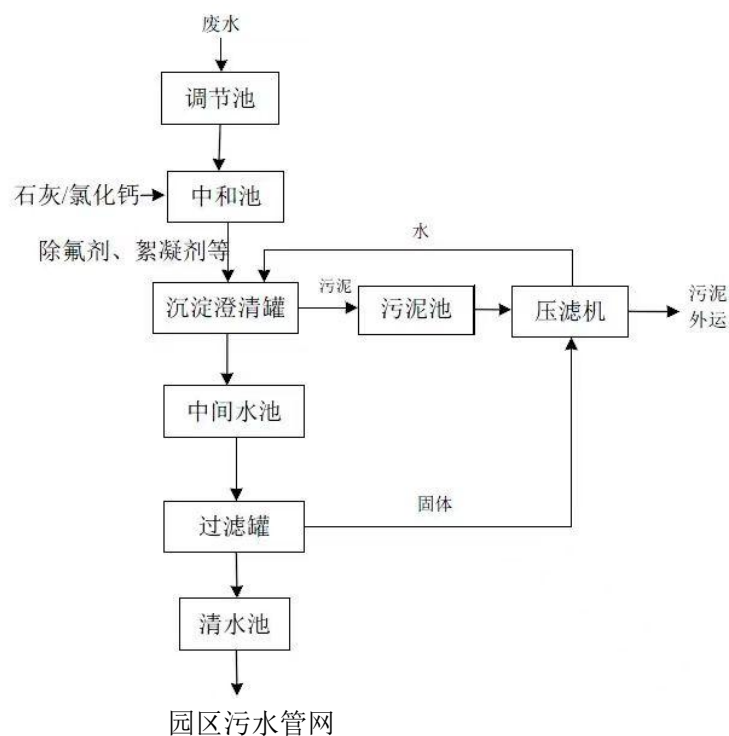 废水
调节池
石灰/氯化钙
中和池
除氟剂、絮凝剂等
水
沉淀澄清罐
污泥
污泥池
压滤机
污泥
外运
中间水池
过滤罐
固体
清水池
园区污水管网